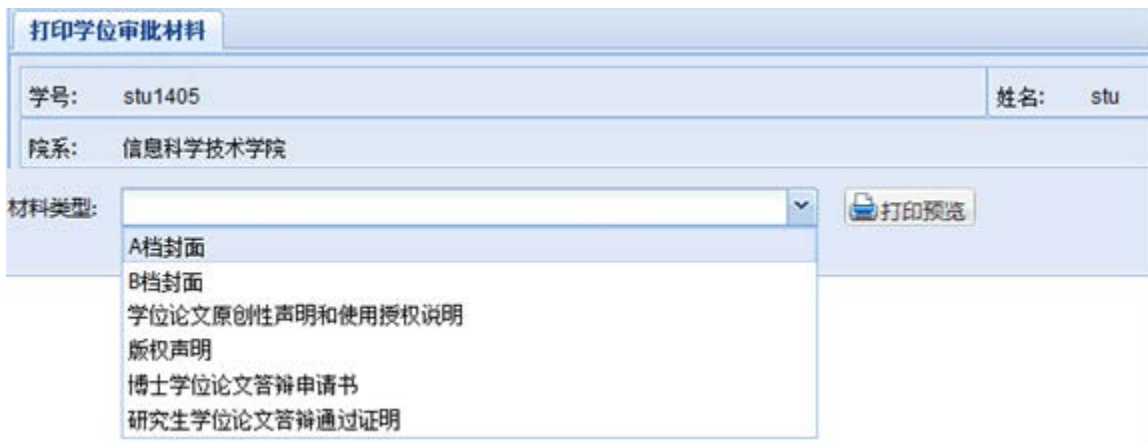 打印学位审批材料
学号: stu1405 姓名: stu
院系: 信息科学技术学院
材料类型: 打印预览
A档封面
B档封面
学位论文原创性声明和使用授权说明
版权声明
博士学位论文答辩申请书
研究生学位论文答辩通过证明